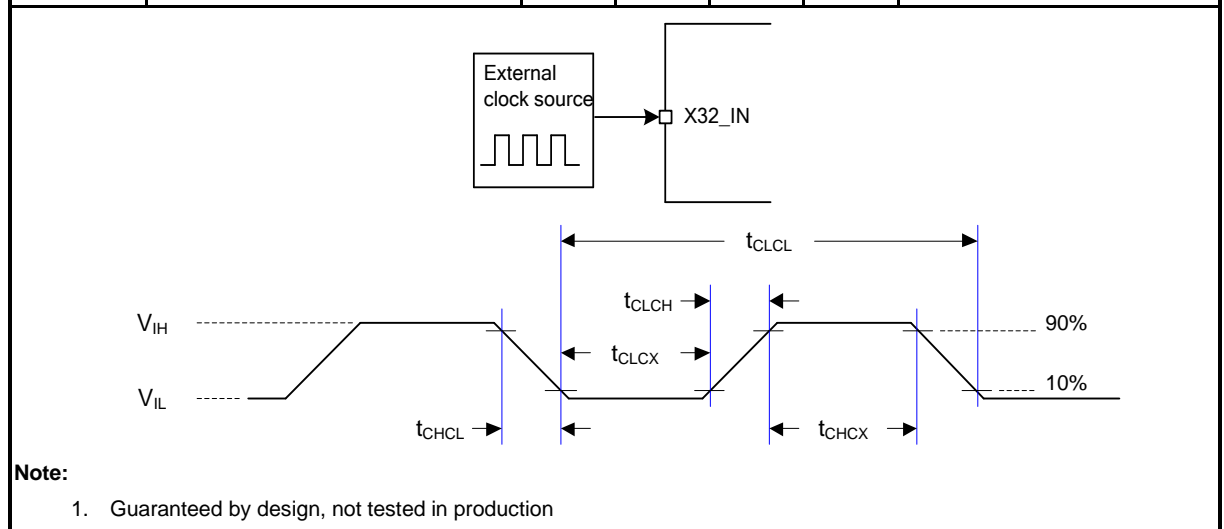 External
clock source
X32_IN
tCLCL
tCLCH
VIH
90%
tCLCX
VIL
10%
tCHCL
tCHCX
Note:
1. Guaranteed by design, not tested in production